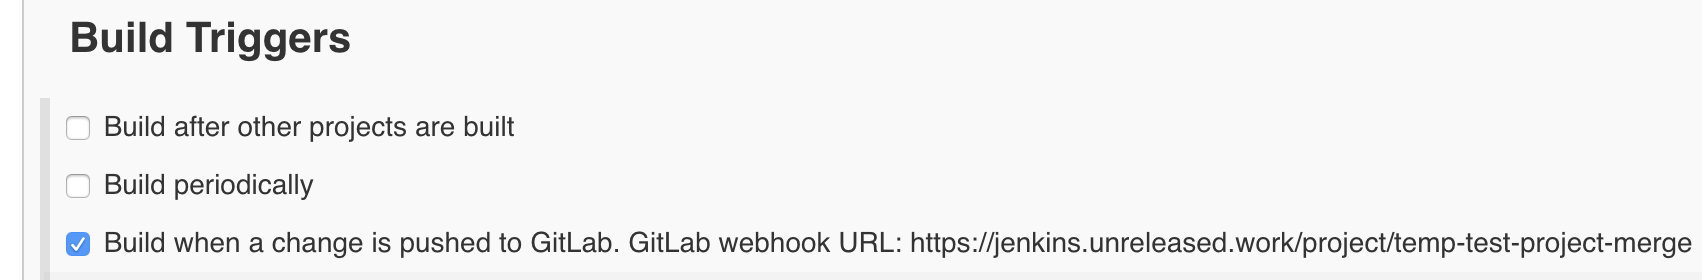 Build Triggers
Build after other projects are built
Build periodically
Build when a change is pushed to GitLab. GitLab webhook URL: https://jenkins.unreleased.work/project/temp-test-project-merge